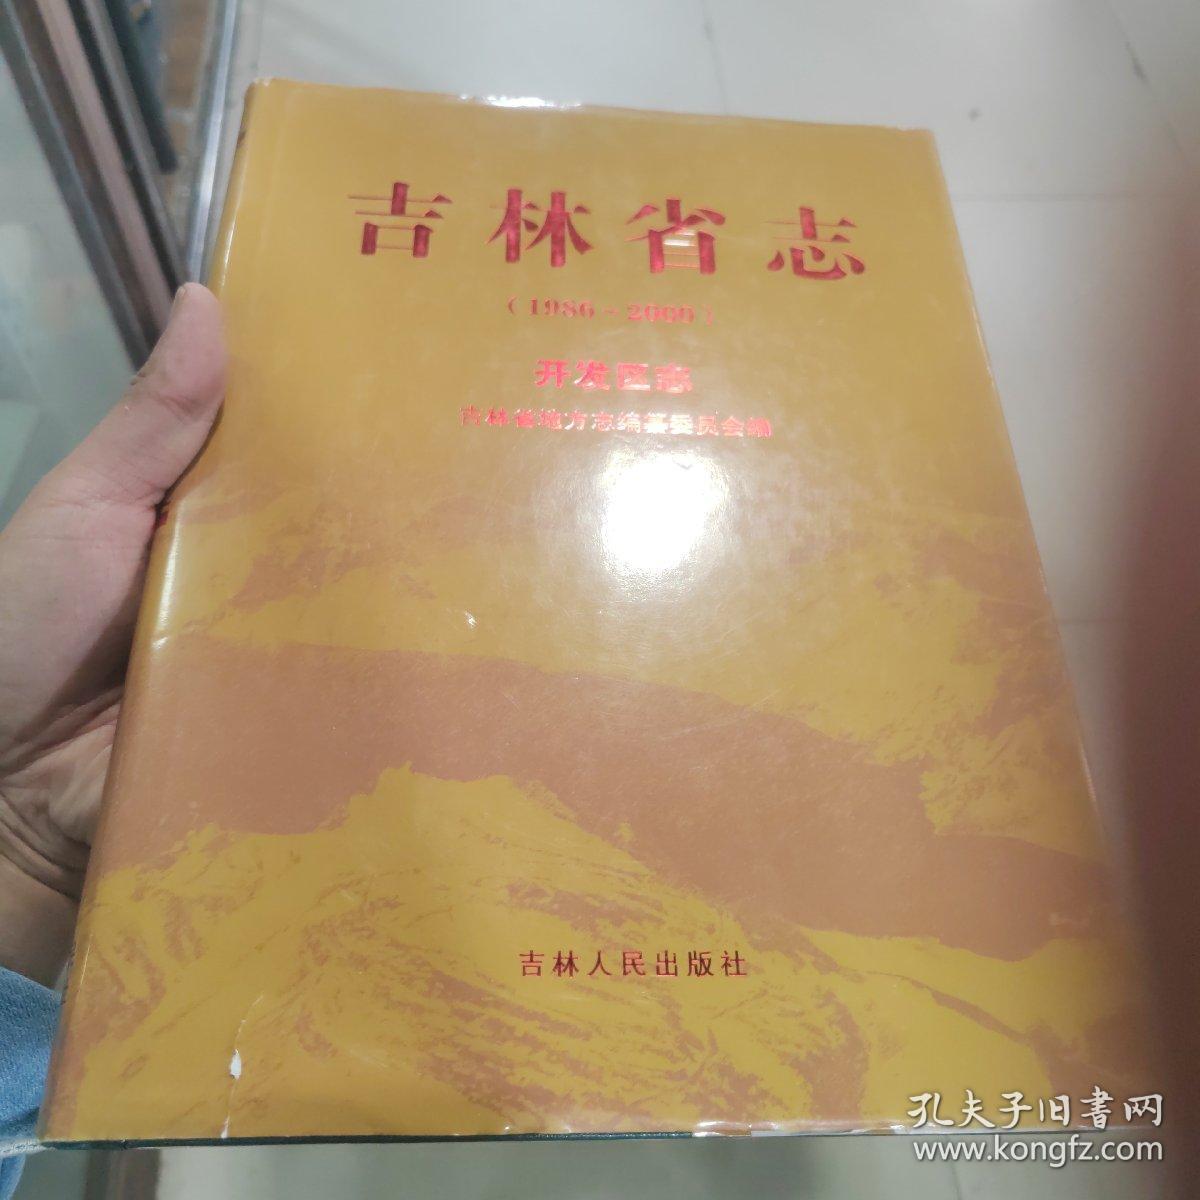 吉林省志
（1986～2000）
开发区志
吉林省地方志编纂委员会编
吉林人民出版社
孔夫子旧書网
www.kongfz.com